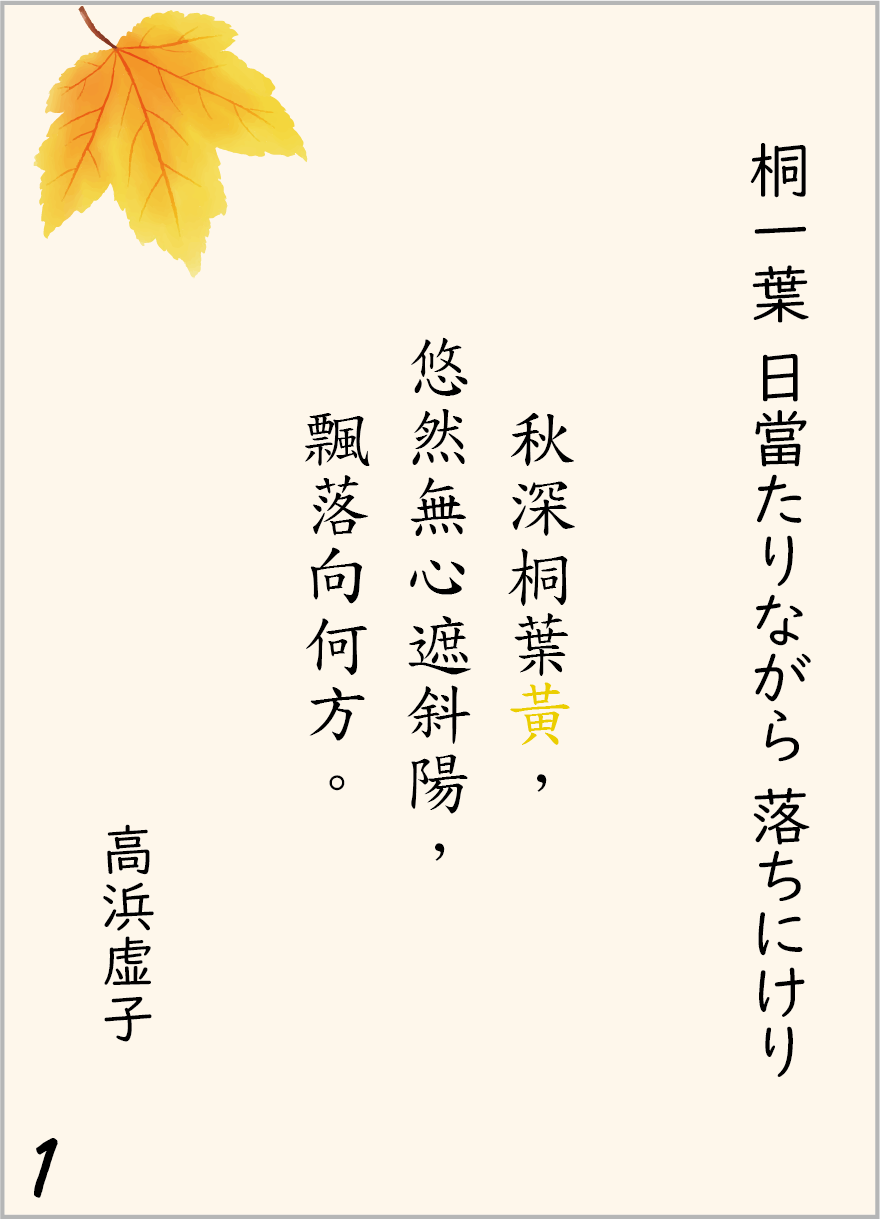 桐一葉 日當たりながら 落ちにけり
秋深桐葉黃，
悠然無心遮斜陽，
飄落向何方。
高浜虚子
1